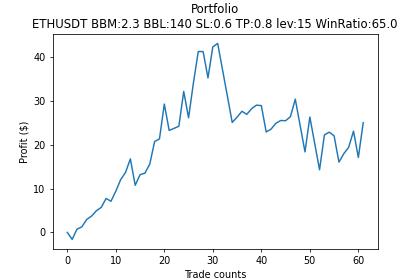 Portfolio
ETHUSDT BBM:2.3 BBL:140 SL:0.6 TP:0.8 lev:15 WinRatio:65.0
Profit ($)
40
30
20
10
0
0 10 20 30 40 50 60
Trade counts